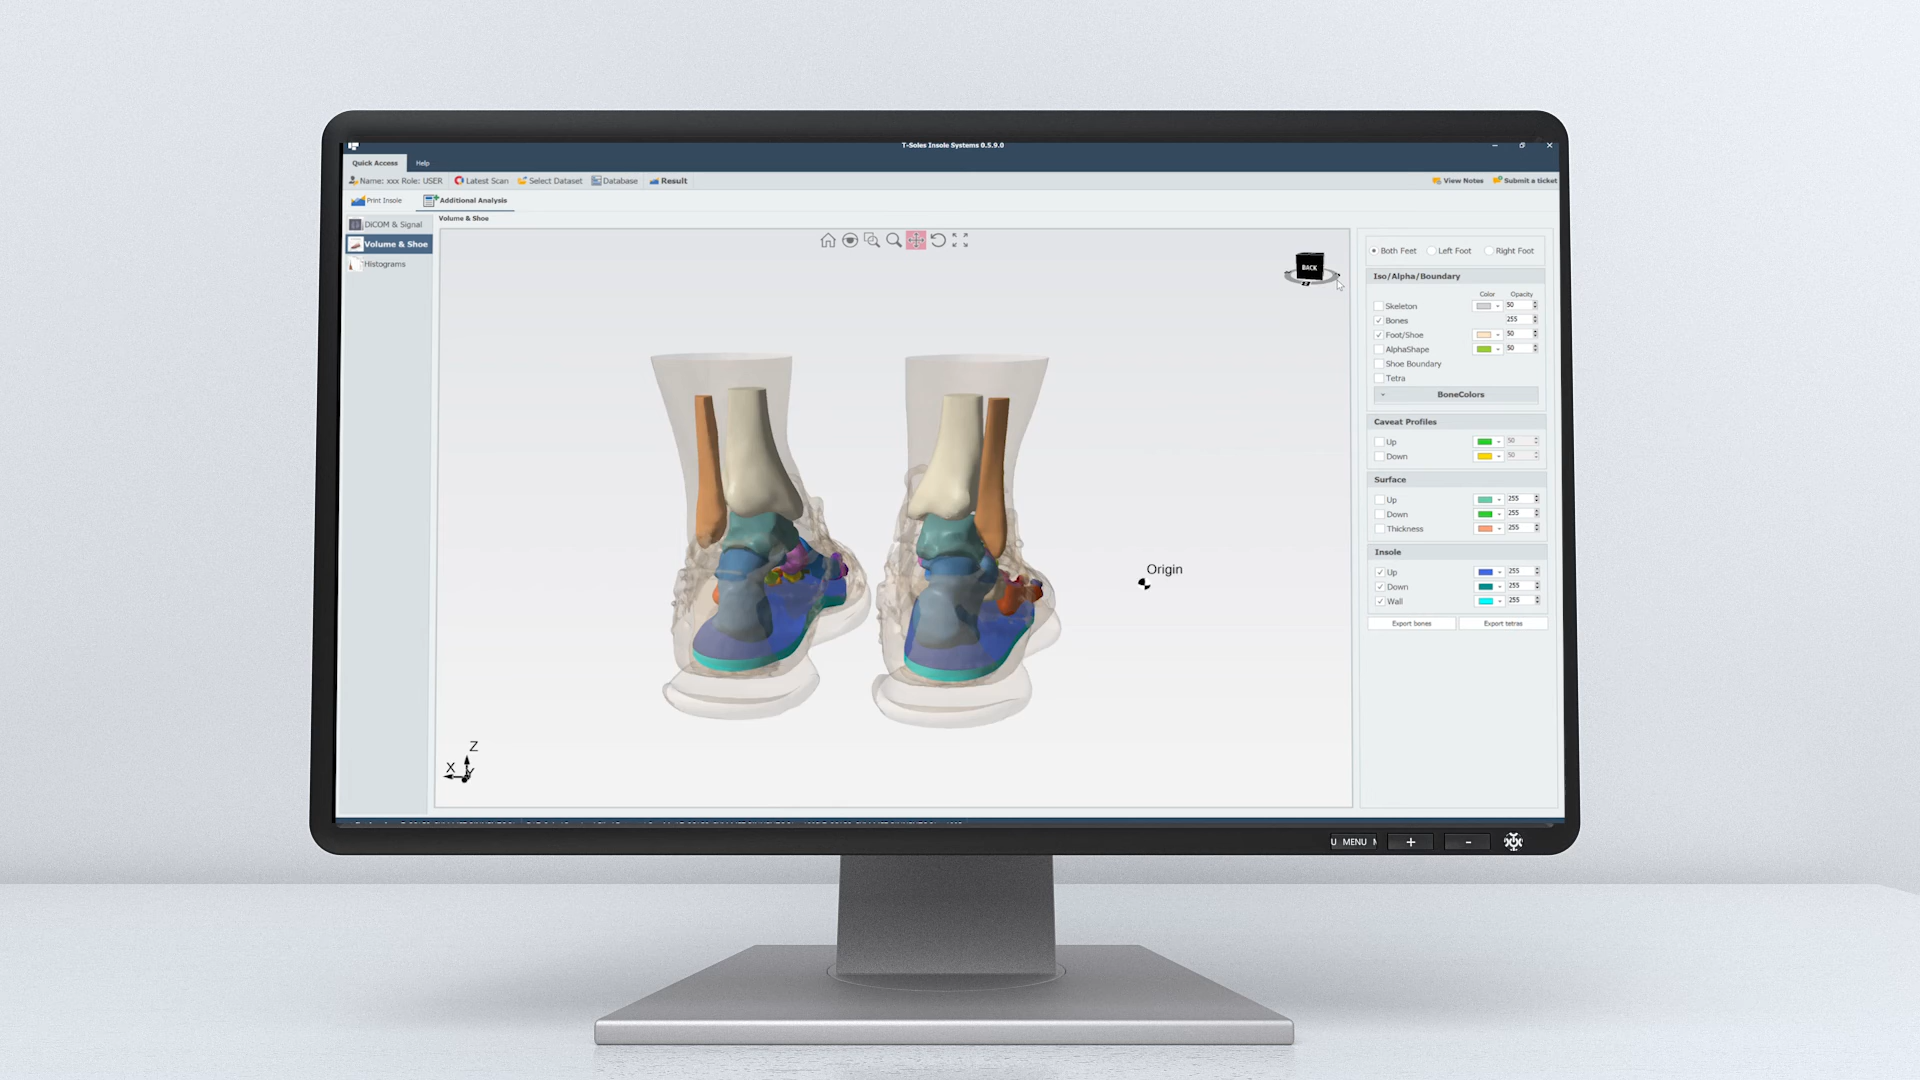 T-Soles Insole Systems 0.5.9.0
Quick Access Help
Name: xxx Role: USER Latest Scan Select Dataset Database Result View Notes Submit a ticket
Print Insole Additional Analysis
DiCOM & Signal
Volume & Shoe
Histograms
Volume & Shoe
BACK
Origin
Z
X
Y
Both Feet Left Foot Right Foot
Iso/Alpha/Boundary
Color Opacity
Skeleton 50
Bones 255
Foot/Shoe 50
AlphaShape 50
Shoe Boundary
Tetra
BoneColors
Caveat Profiles
Up 50
Down 50
Surface
Up 255
Down 255
Thickness 255
Insole
Up 255
Down 255
Wall 255
Export bones Export tetras
U MENU + -